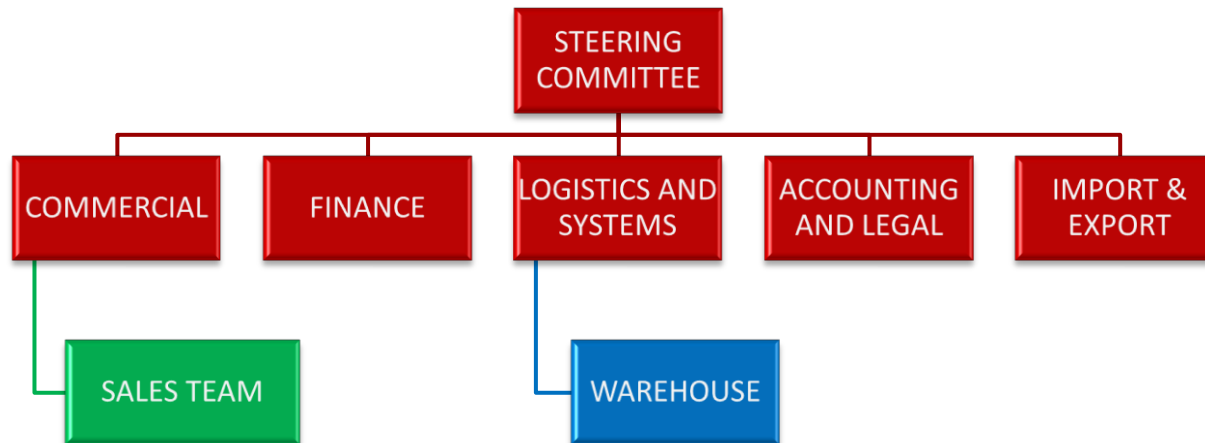 STEERING
COMMITTEE
COMMERCIAL
FINANCE
LOGISTICS AND
SYSTEMS
ACCOUNTING
AND LEGAL
IMPORT &
EXPORT
SALES TEAM
WAREHOUSE